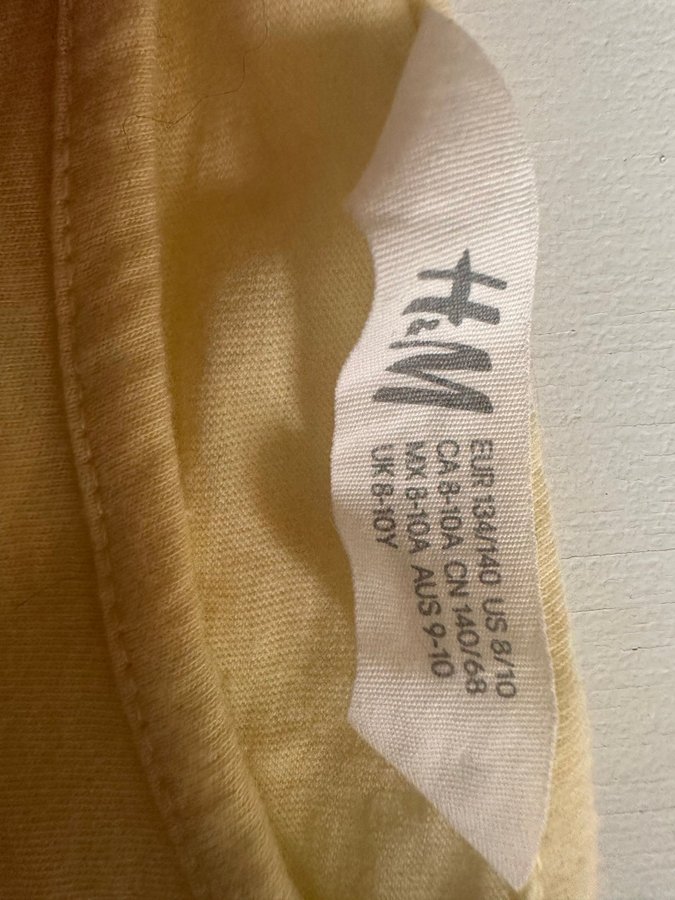 H&M
EUR 134/140 US 8/10
CA 8-10A CN 140/68
MX 8-10A AUS 9-10
UK 8-10Y